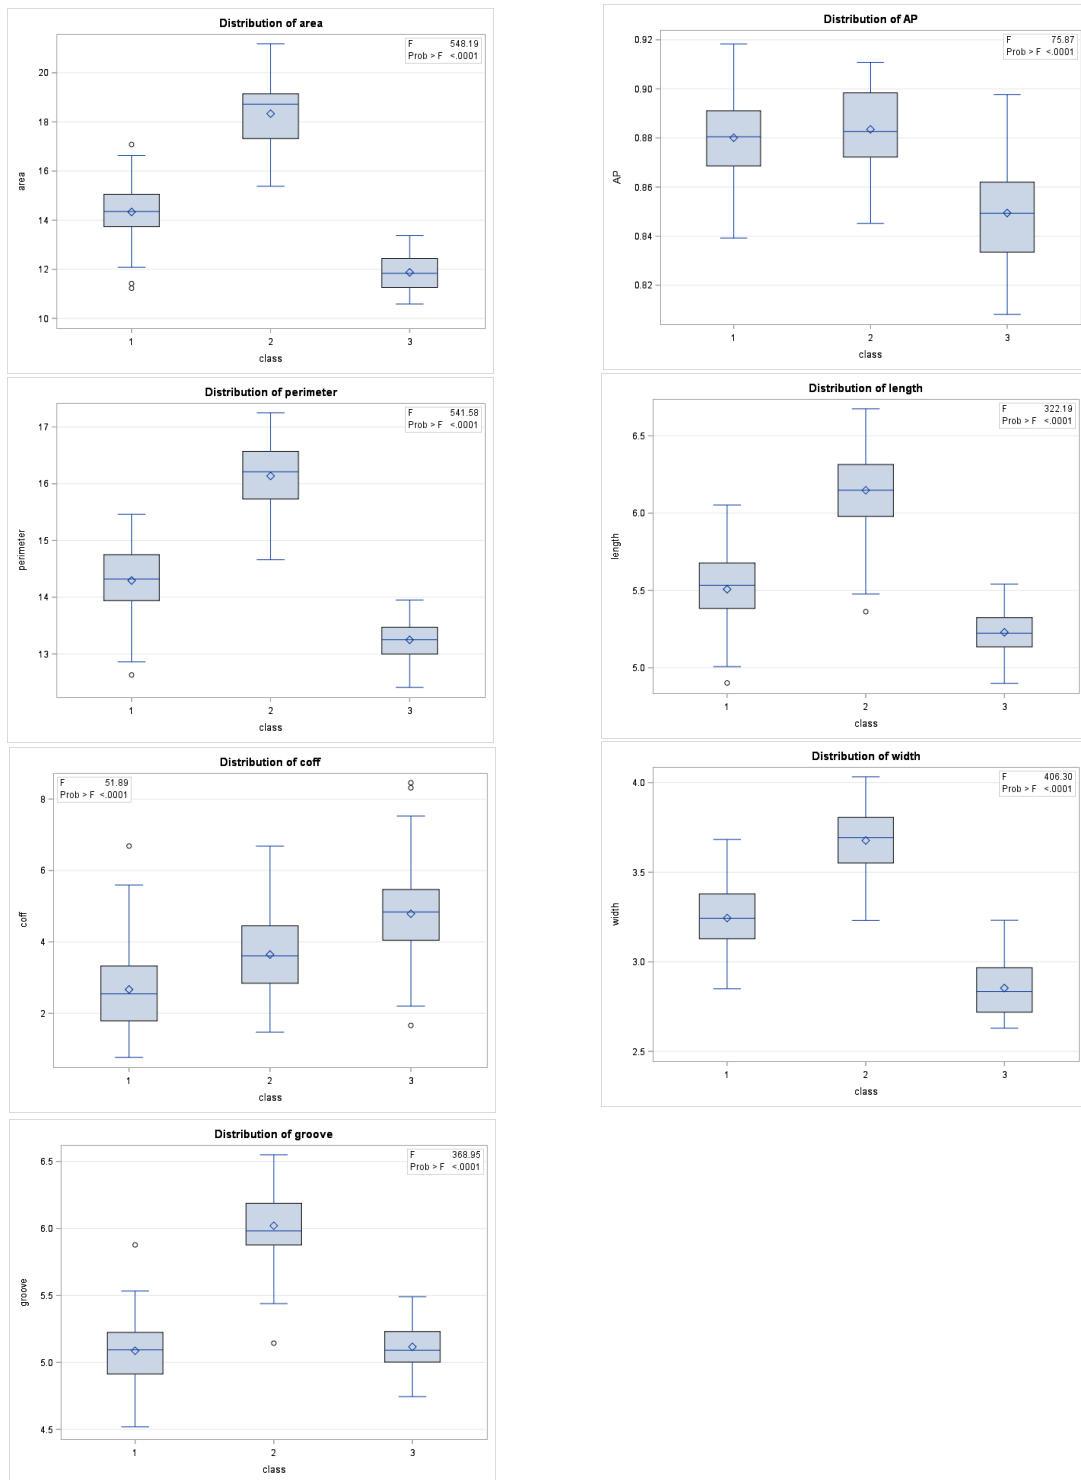 Distribution of area
F 548.19
Prob > F <.0001
20
18
16
14
12
10
area
1 2 3
class
Distribution of AP
F 75.87
Prob > F <.0001
0.92
0.90
0.88
0.86
0.84
0.82
AP
1 2 3
class
Distribution of perimeter
F 541.58
Prob > F <.0001
17
16
15
14
13
perimeter
1 2 3
class
Distribution of length
F 322.19
Prob > F <.0001
6.5
6.0
5.5
5.0
length
1 2 3
class
Distribution of coff
F 51.89
Prob > F <.0001
8
6
4
2
coff
1 2 3
class
Distribution of width
F 406.30
Prob > F <.0001
4.0
3.5
3.0
2.5
width
1 2 3
class
Distribution of groove
F 368.95
Prob > F <.0001
6.5
6.0
5.5
5.0
4.5
groove
1 2 3
class